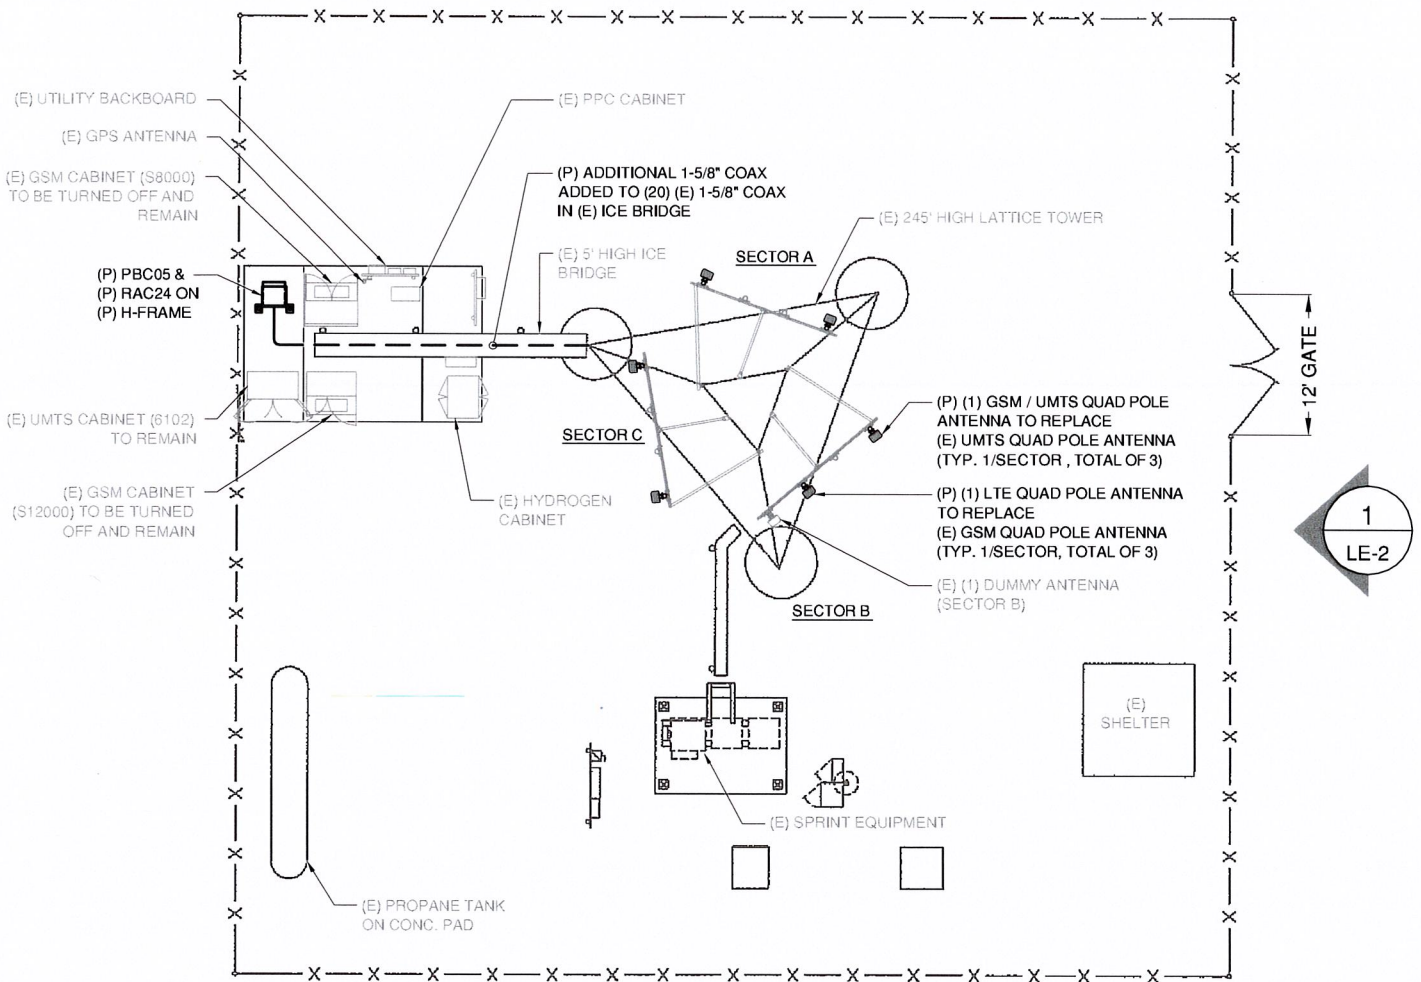 (E) UTILITY BACKBOARD
(E) GPS ANTENNA
(E) GSM CABINET (S8000)
TO BE TURNED OFF AND
REMAIN
(P) PBC05 &
(P) RAC24 ON
(P) H-FRAME
(E) UMTS CABINET (6102)
TO REMAIN
(E) GSM CABINET
(S12000) TO BE TURNED
OFF AND REMAIN
(E) PPC CABINET
(P) ADDITIONAL 1-5/8" COAX
ADDED TO (20) (E) 1-5/8" COAX
IN (E) ICE BRIDGE
(E) 5' HIGH ICE
BRIDGE
SECTOR A
(E) 245' HIGH LATTICE TOWER
SECTOR C
(E) HYDROGEN
CABINET
(P) (1) GSM / UMTS QUAD POLE
ANTENNA TO REPLACE
(E) UMTS QUAD POLE ANTENNA
(TYP. 1/SECTOR , TOTAL OF 3)
(P) (1) LTE QUAD POLE ANTENNA
TO REPLACE
(E) GSM QUAD POLE ANTENNA
(TYP. 1/SECTOR, TOTAL OF 3)
(E) (1) DUMMY ANTENNA
(SECTOR B)
SECTOR B
12' GATE
1
LE-2
(E)
SHELTER
(E) SPRINT EQUIPMENT
(E) PROPANE TANK
ON CONC. PAD